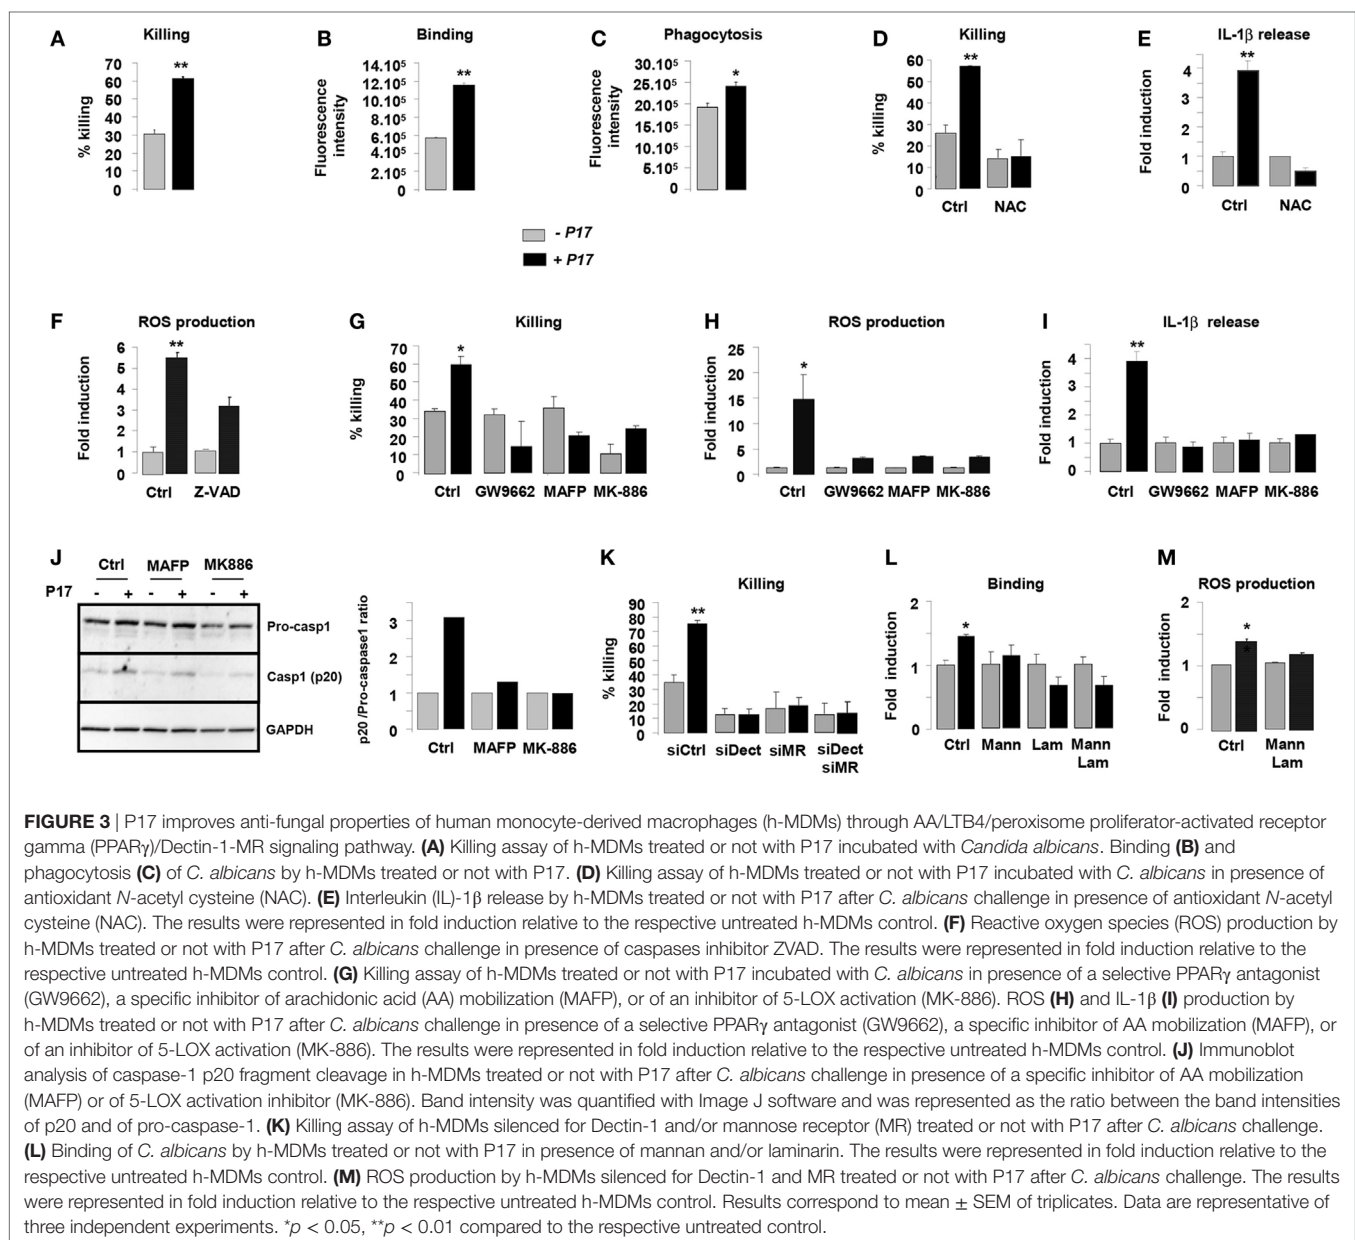 A Killing
% killing
70
60
50
40
30
20
10
0
**
B Binding
Fluorescence
intensity
14.10⁵
12.10⁵
10.10⁵
8.10⁵
6.10⁵
4.10⁵
2.10⁵
0
**
C Phagocytosis
Fluorescence
intensity
30.10⁵
25.10⁵
20.10⁵
15.10⁵
10.10⁵
5.10⁵
0
*
D Killing
% killing
60
50
40
30
20
10
0
**
Ctrl NAC
E IL-1β release
Fold induction
4
3
2
1
0
**
Ctrl NAC
- P17
+ P17
F ROS production
Fold induction
6
5
4
3
2
1
0
**
Ctrl Z-VAD
G Killing
% killing
70
60
50
40
30
20
10
0
*
Ctrl GW9662 MAFP MK-886
H ROS production
Fold induction
25
20
15
10
5
0
*
Ctrl GW9662 MAFP MK-886
I IL-1β release
Fold induction
4
3
2
1
0
**
Ctrl GW9662 MAFP MK-886
J
Ctrl MAFP MK886
P17 - + - + - +
Pro-casp1
Casp1 (p20)
GAPDH
p20 /Pro-caspase1 ratio
3
2
1
0
Ctrl MAFP MK-886
K Killing
% killing
90
80
70
60
50
40
30
20
10
0
**
siCtrl siDect siMR siDect
siMR
L Binding
Fold induction
2
1
0
*
Ctrl Mann Lam Mann
Lam
M ROS production
Fold induction
2
1
0
*
*
Ctrl Mann
Lam
FIGURE 3 | P17 improves anti-fungal properties of human monocyte-derived macrophages (h-MDMs) through AA/LTB4/peroxisome proliferator-activated receptor
gamma (PPARγ)/Dectin-1-MR signaling pathway. (A) Killing assay of h-MDMs treated or not with P17 incubated with Candida albicans. Binding (B) and
phagocytosis (C) of C. albicans by h-MDMs treated or not with P17. (D) Killing assay of h-MDMs treated or not with P17 incubated with C. albicans in presence of
antioxidant N-acetyl cysteine (NAC). (E) Interleukin (IL)-1β release by h-MDMs treated or not with P17 after C. albicans challenge in presence of antioxidant N-acetyl
cysteine (NAC). The results were represented in fold induction relative to the respective untreated h-MDMs control. (F) Reactive oxygen species (ROS) production by
h-MDMs treated or not with P17 after C. albicans challenge in presence of caspases inhibitor ZVAD. The results were represented in fold induction relative to the
respective untreated h-MDMs control. (G) Killing assay of h-MDMs treated or not with P17 incubated with C. albicans in presence of a selective PPARγ antagonist
(GW9662), a specific inhibitor of arachidonic acid (AA) mobilization (MAFP), or of an inhibitor of 5-LOX activation (MK-886). ROS (H) and IL-1β (I) production by
h-MDMs treated or not with P17 after C. albicans challenge in presence of a selective PPARγ antagonist (GW9662), a specific inhibitor of AA mobilization (MAFP), or
of an inhibitor of 5-LOX activation (MK-886). The results were represented in fold induction relative to the respective untreated h-MDMs control. (J) Immunoblot
analysis of caspase-1 p20 fragment cleavage in h-MDMs treated or not with P17 after C. albicans challenge in presence of a specific inhibitor of AA mobilization
(MAFP) or of 5-LOX activation inhibitor (MK-886). Band intensity was quantified with Image J software and was represented as the ratio between the band intensities
of p20 and of pro-caspase-1. (K) Killing assay of h-MDMs silenced for Dectin-1 and/or mannose receptor (MR) treated or not with P17 after C. albicans challenge.
(L) Binding of C. albicans by h-MDMs treated or not with P17 in presence of mannan and/or laminarin. The results were represented in fold induction relative to the
respective untreated h-MDMs control. (M) ROS production by h-MDMs silenced for Dectin-1 and MR treated or not with P17 after C. albicans challenge. The results
were represented in fold induction relative to the respective untreated h-MDMs control. Results correspond to mean ± SEM of triplicates. Data are representative of
three independent experiments. *p < 0.05, **p < 0.01 compared to the respective untreated control.